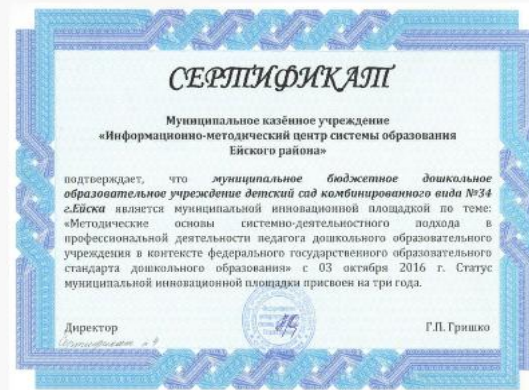 СЕРТИФИКАТ
Муниципальное казённое учреждение
«Информационно-методический центр системы образования
Ейского района»
подтверждает, что муниципальное бюджетное дошкольное
образовательное учреждение детский сад комбинированного вида №34
г.Ейска является муниципальной инновационной площадкой по теме:
«Методические основы системно-деятельностного подхода в
профессиональной деятельности педагога дошкольного образовательного
учреждения в контексте федерального государственного образовательного
стандарта дошкольного образования» с 03 октября 2016 г. Статус
муниципальной инновационной площадки присвоен на три года.
Директор Г.П. Гришко